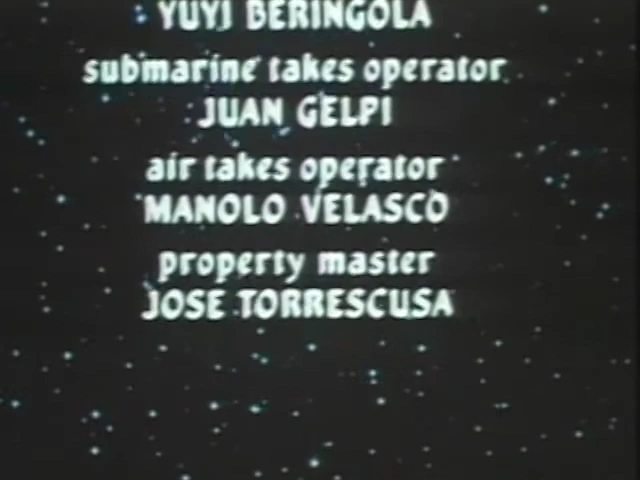 YUYI BERINGOLA
submarine takes operator
JUAN GELPI
air takes operator
MANOLO VELASCO
property master
JOSE TORRESCUSA